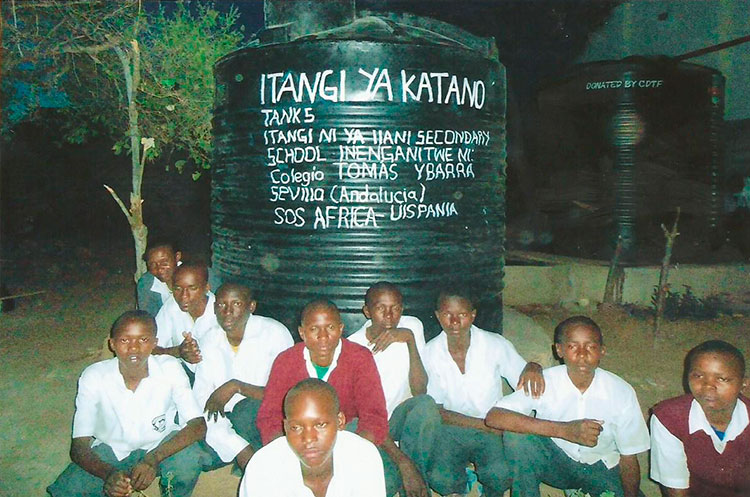 ITANGI YA KATANO
TANK 5
ITANGI NI YA IIANI SECONDARY
SCHOOL INENGANITWE NI:
Colegio TOMAS YBARRA
SEVILLA (Andalucia)
SOS AFRICA - UISPANIA
DONATED BY CDTF